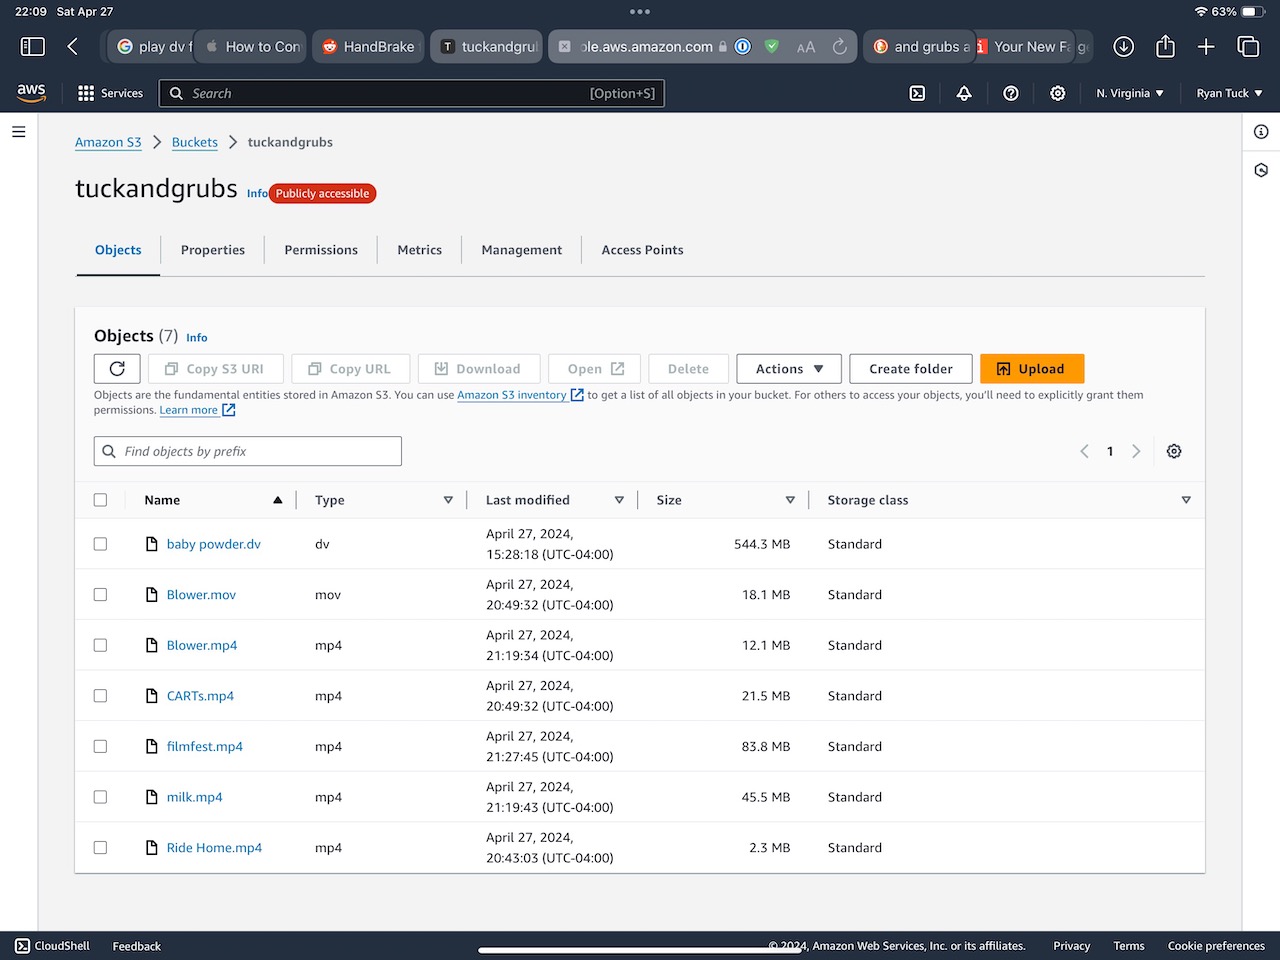 22:09 Sat Apr 27
63%
play dv f
How to Con
HandBrake
tuckandgru
ole.aws.amazon.com
AA
and grubs a
Your New Fa
aws
Services
Search
[Option+S]
N. Virginia
Ryan Tuck
Amazon S3
Buckets
tuckandgrubs
tuckandgrubs Info Publicly accessible
Objects
Properties
Permissions
Metrics
Management
Access Points
Objects (7) Info
Copy S3 URI
Copy URL
Download
Open
Delete
Actions
Create folder
Upload
Objects are the fundamental entities stored in Amazon S3. You can use Amazon S3 inventory to get a list of all objects in your bucket. For others to access your objects, you'll need to explicitly grant them
permissions. Learn more
Find objects by prefix
1
Name Type Last modified Size Storage class
baby powder.dv dv April 27, 2024, 544.3 MB Standard
15:28:18 (UTC-04:00)
Blower.mov mov April 27, 2024, 18.1 MB Standard
20:49:32 (UTC-04:00)
Blower.mp4 mp4 April 27, 2024, 12.1 MB Standard
21:19:34 (UTC-04:00)
CARTs.mp4 mp4 April 27, 2024, 21.5 MB Standard
20:49:32 (UTC-04:00)
filmfest.mp4 mp4 April 27, 2024, 83.8 MB Standard
21:27:45 (UTC-04:00)
milk.mp4 mp4 April 27, 2024, 45.5 MB Standard
21:19:43 (UTC-04:00)
Ride Home.mp4 mp4 April 27, 2024, 2.3 MB Standard
20:43:03 (UTC-04:00)
CloudShell
Feedback
© 2024, Amazon Web Services, Inc. or its affiliates.
Privacy
Terms
Cookie preferences